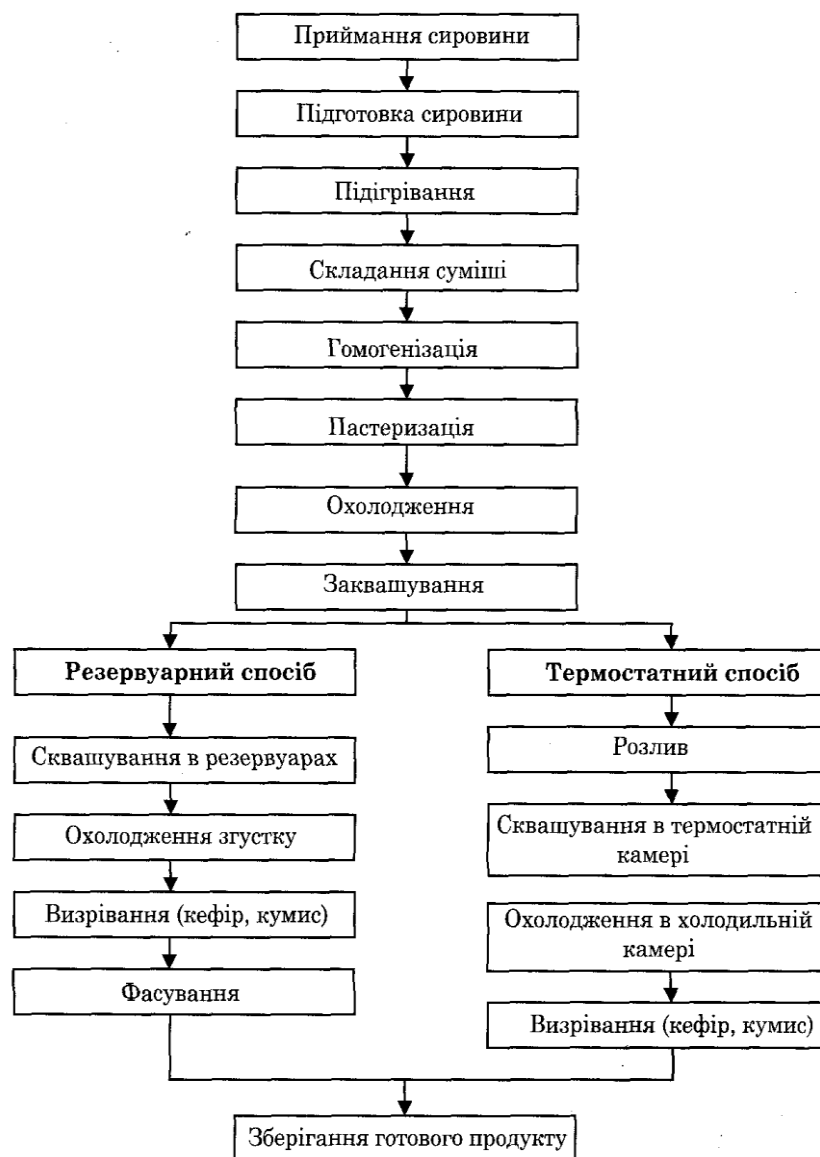 Приймання сировини
Підготовка сировини
Підігрівання
Складання суміші
Гомогенізація
Пастеризація
Охолодження
Заквашування
Резервуарний спосіб
Сквашування в резервуарах
Охолодження згустку
Визрівання (кефір, кумис)
Фасування
Термостатний спосіб
Розлив
Сквашування в термостатній
камері
Охолодження в холодильній
камері
Визрівання (кефір, кумис)
Зберігання готового продукту